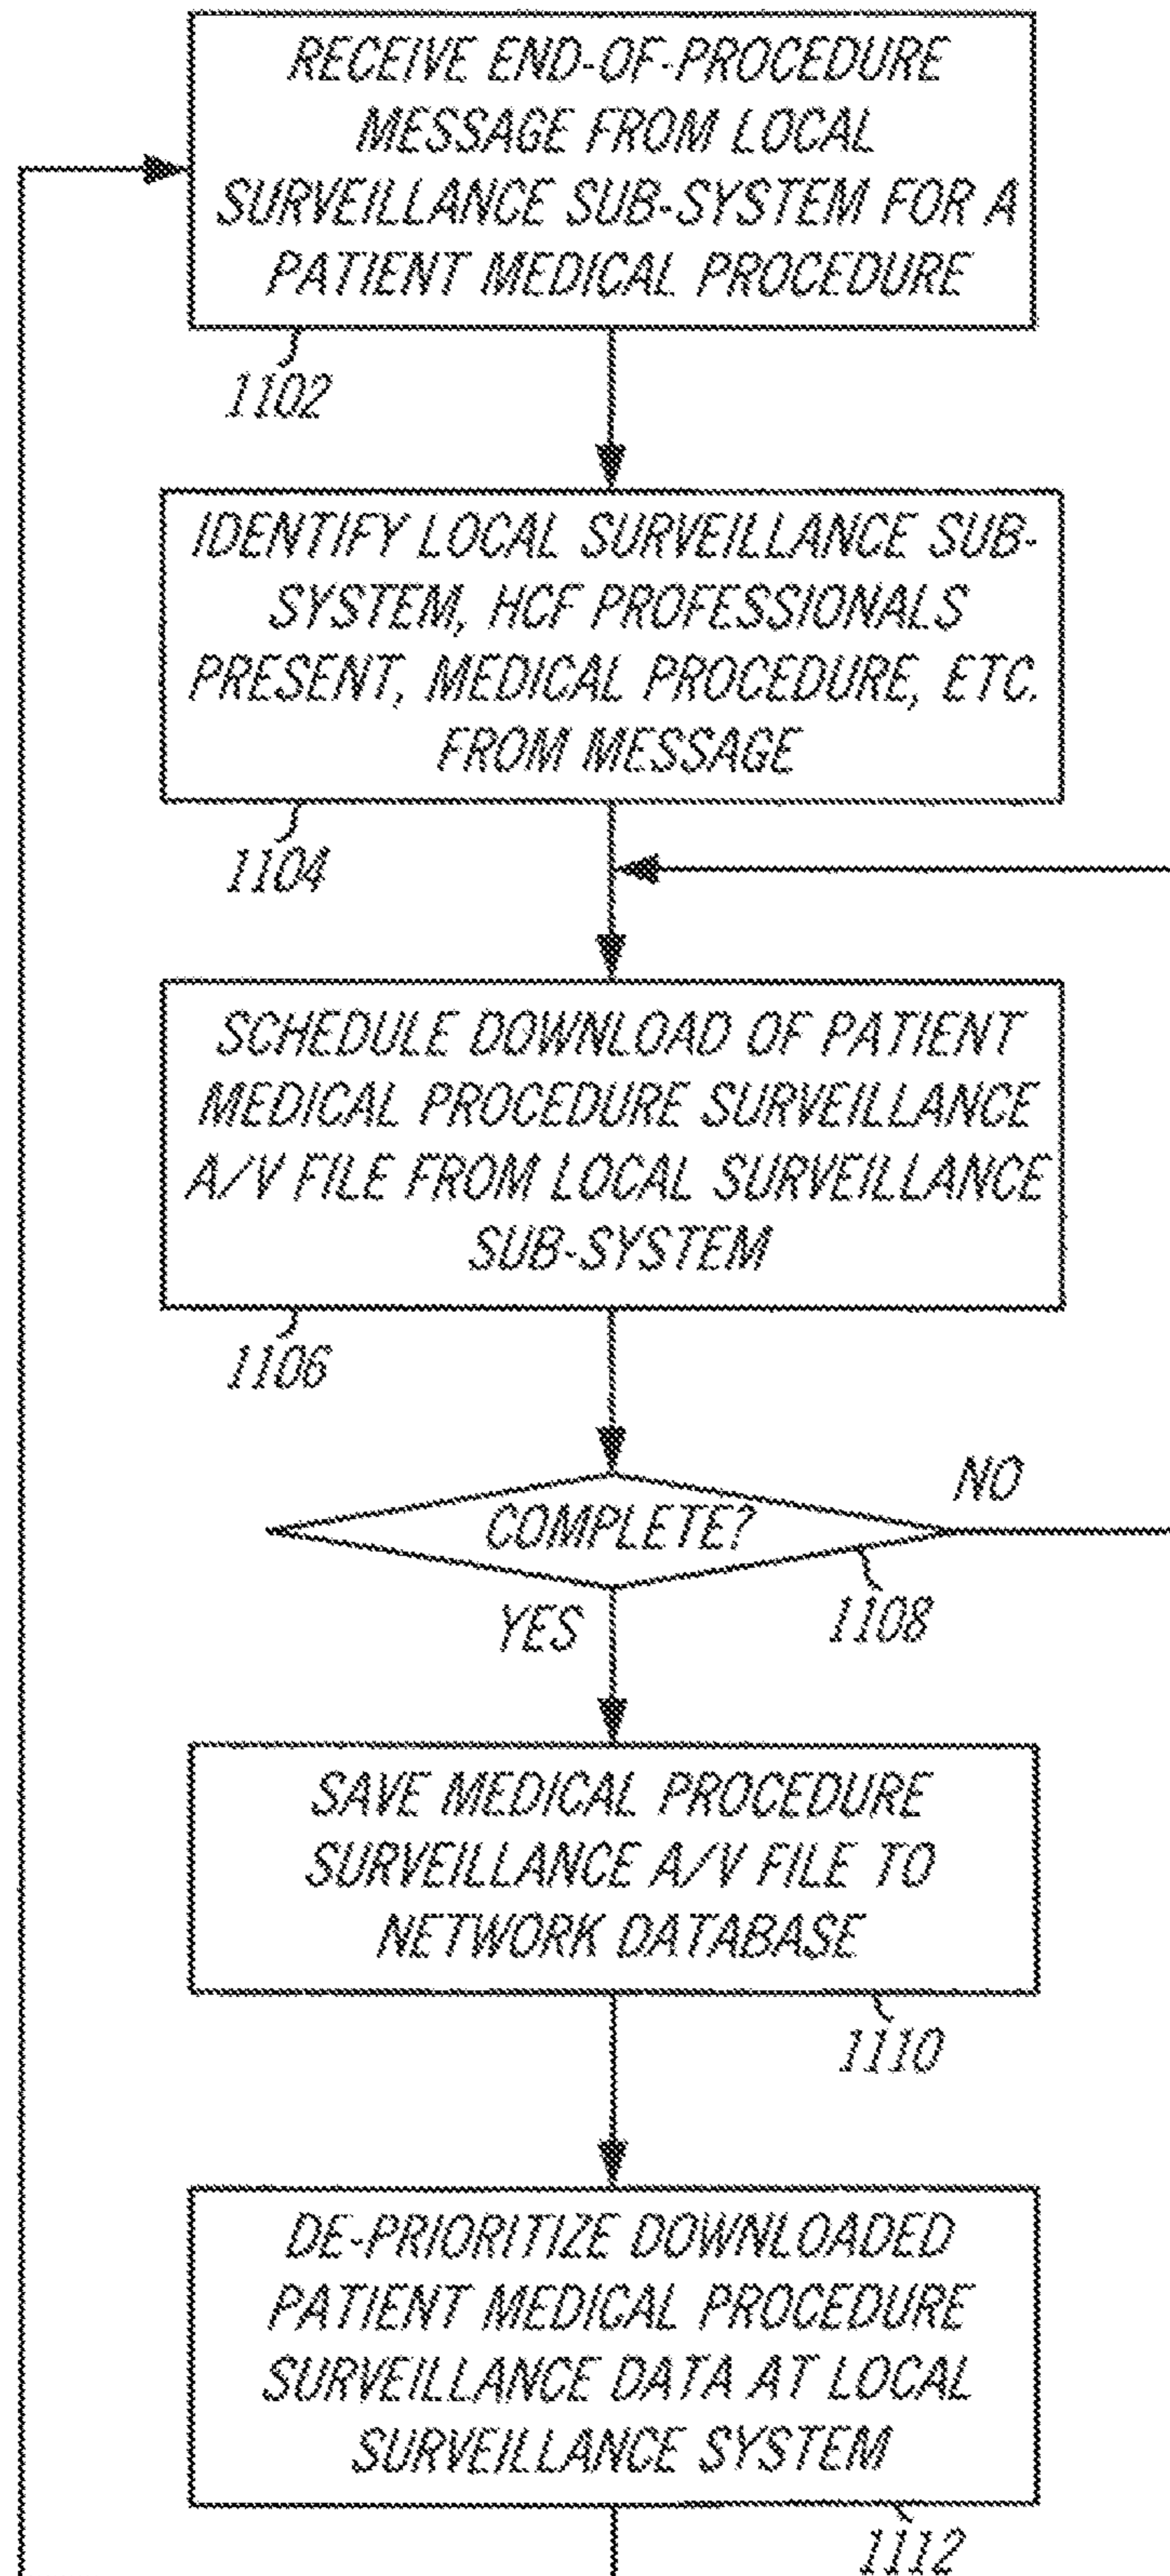 RECEIVE END-OF-PROCEDURE
MESSAGE FROM LOCAL
SURVEILLANCE SUB-SYSTEM FOR A
PATIENT MEDICAL PROCEDURE
1102
IDENTIFY LOCAL SURVEILLANCE SUB-
SYSTEM, HCF PROFESSIONALS
PRESENT, MEDICAL PROCEDURE, ETC.
FROM MESSAGE
1104
SCHEDULE DOWNLOAD OF PATIENT
MEDICAL PROCEDURE SURVEILLANCE
A/V FILE FROM LOCAL SURVEILLANCE
SUB-SYSTEM
1106
NO
COMPLETE?
1108
YES
SAVE MEDICAL PROCEDURE
SURVEILLANCE A/V FILE TO
NETWORK DATABASE
1110
DE-PRIORITIZE DOWNLOADED
PATIENT MEDICAL PROCEDURE
SURVEILLANCE DATA AT LOCAL
SURVEILLANCE SYSTEM
1112